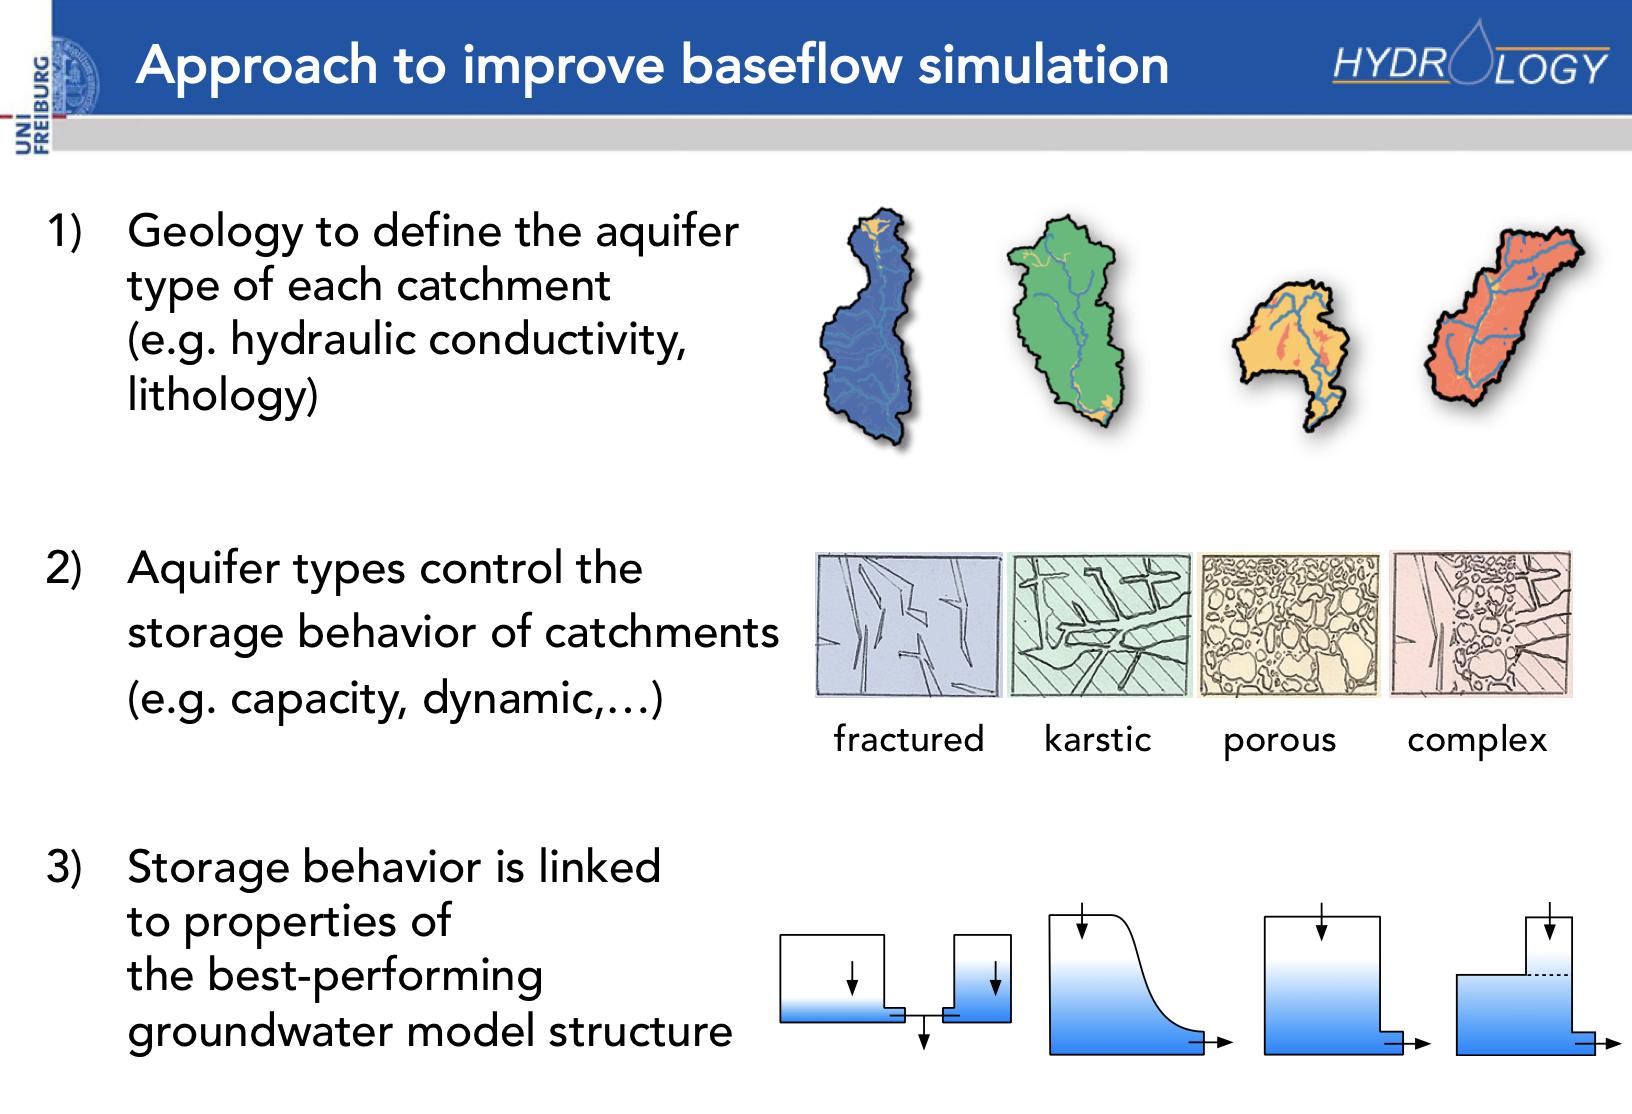 Approach to improve baseflow simulation
HYDROLOGY
UNI
FREIBURG
1) Geology to define the aquifer
type of each catchment
(e.g. hydraulic conductivity,
lithology)
2) Aquifer types control the
storage behavior of catchments
(e.g. capacity, dynamic,...)
fractured karstic porous complex
3) Storage behavior is linked
to properties of
the best-performing
groundwater model structure